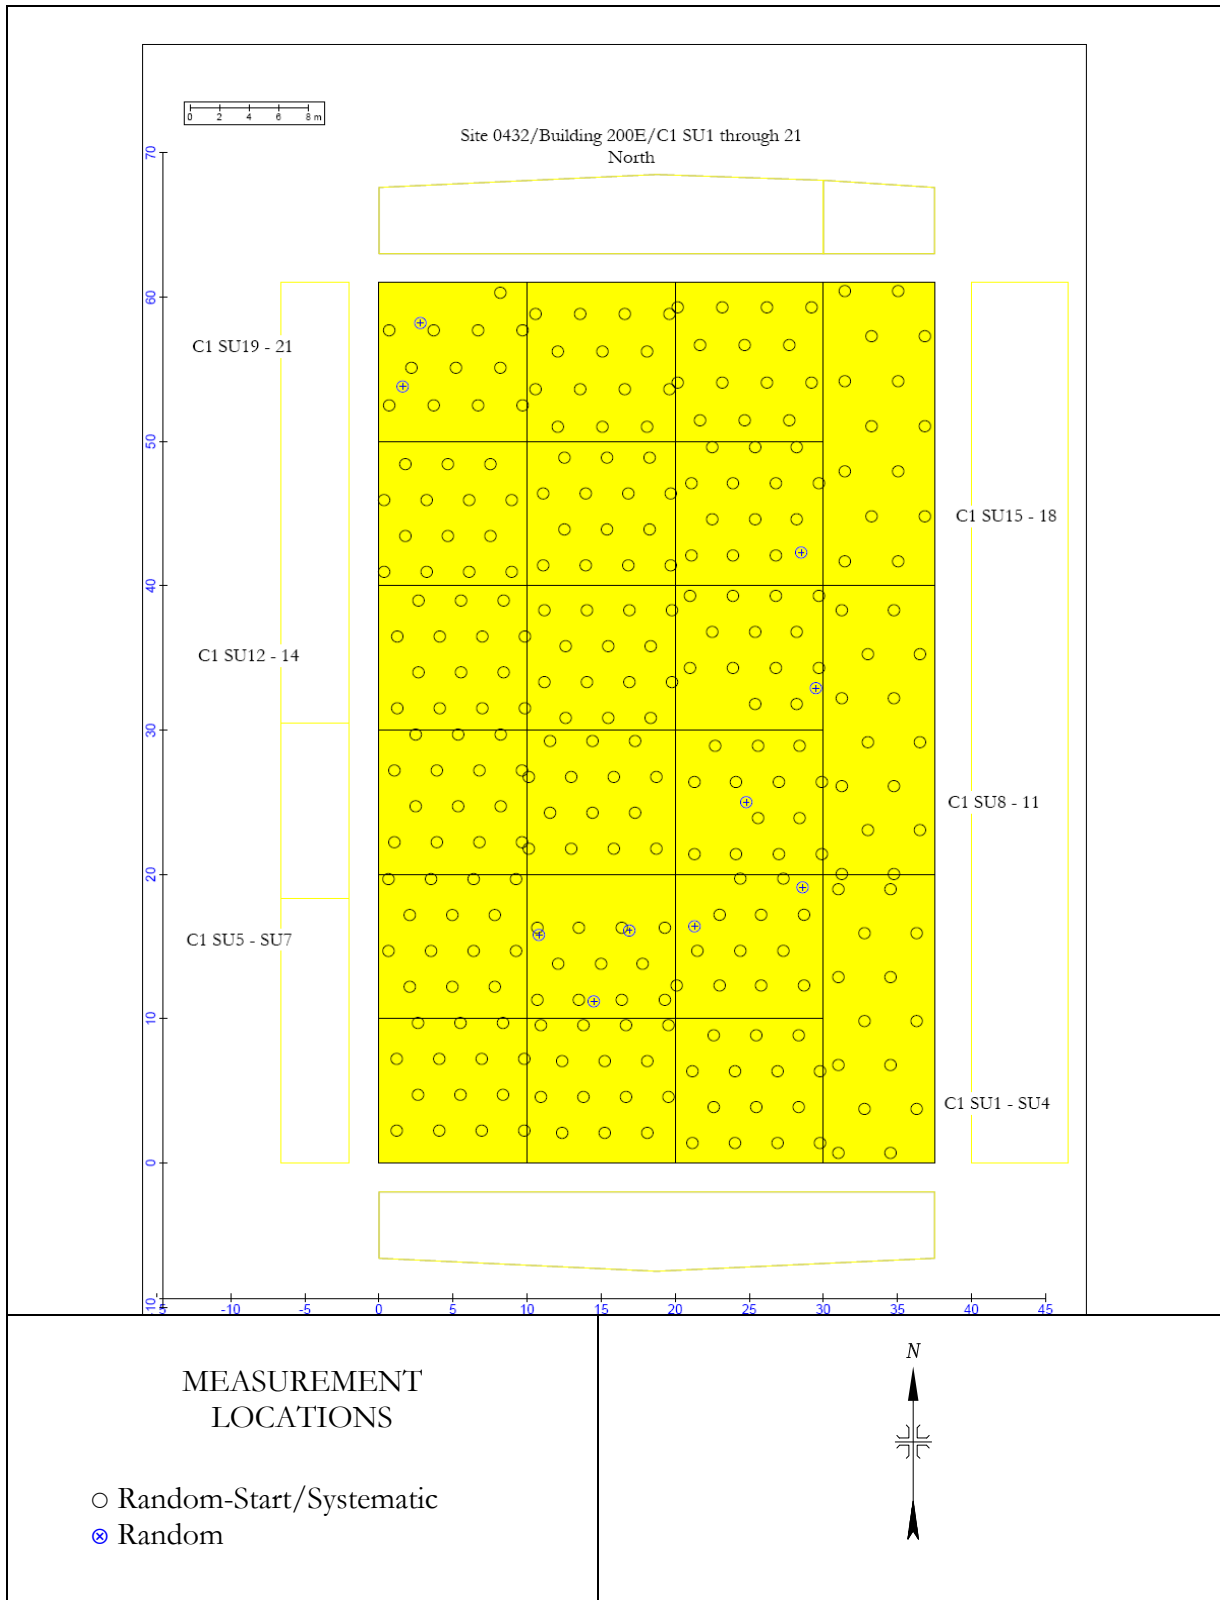 0 2 4 6 8 m
Site 0432/Building 200E/C1 SU1 through 21
North
70
60
C1 SU19 - 21
50
C1 SU15 - 18
40
C1 SU12 - 14
30
C1 SU8 - 11
20
C1 SU5 - SU7
10
C1 SU1 - SU4
0
-10
5 -10 -5 0 5 10 15 20 25 30 35 40 45
MEASUREMENT
LOCATIONS
Random-Start/Systematic
Random
N